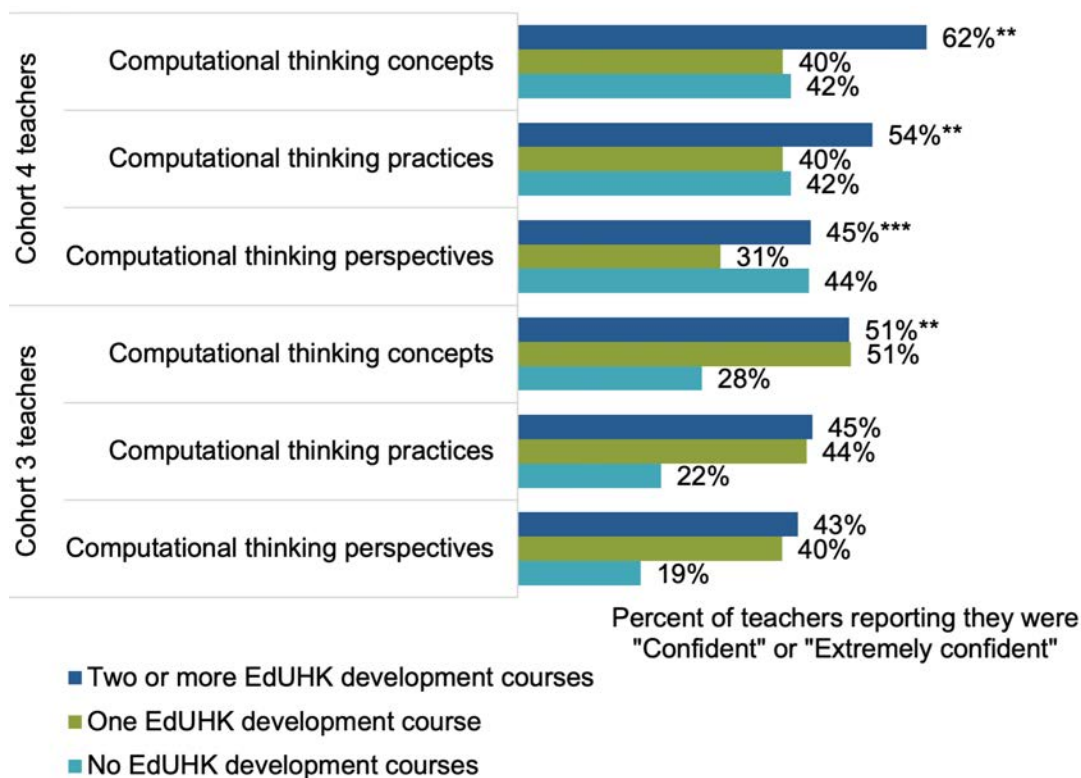 Cohort 4 teachers
Computational thinking concepts
62%**
40%
42%
Computational thinking practices
54%**
40%
42%
Computational thinking perspectives
45%***
31%
44%
Cohort 3 teachers
Computational thinking concepts
51%**
51%
28%
Computational thinking practices
45%
44%
22%
Computational thinking perspectives
43%
40%
19%
Percent of teachers reporting they were
"Confident" or "Extremely confident"
Two or more EdUHK development courses
One EdUHK development course
No EdUHK development courses